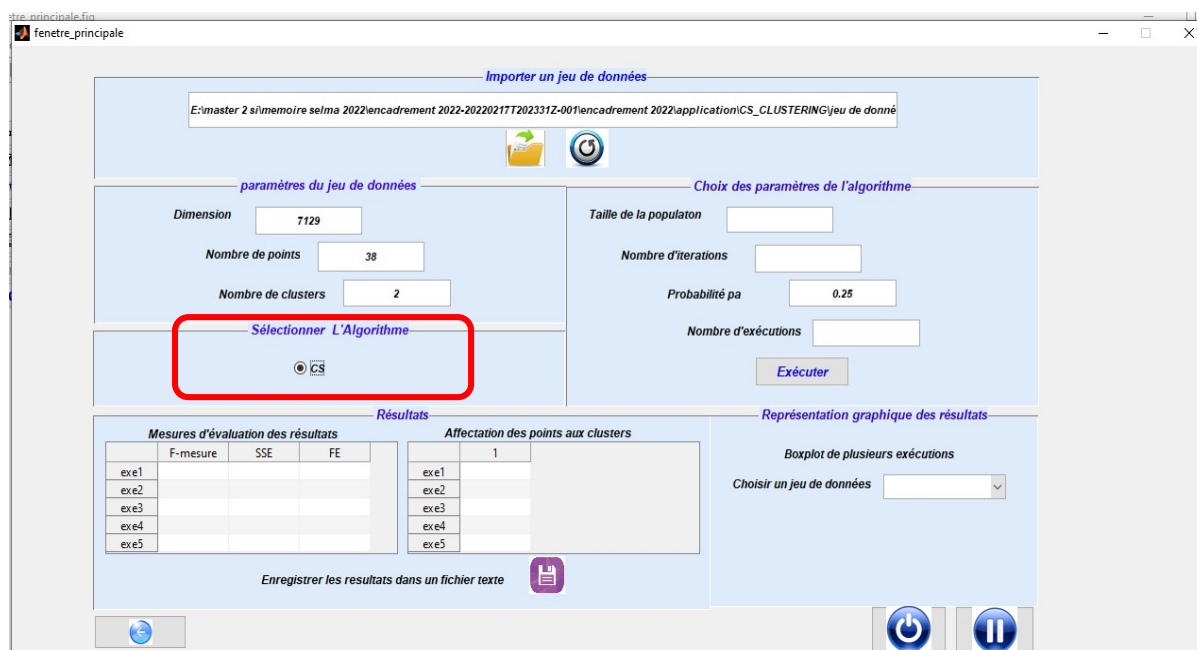 fenetre_principale.fig
fenetre_principale
Importer un jeu de données
E:\master 2 si\memoire selma 2022\encadrement 2022-20220217T202331Z-001\encadrement 2022\application\CS_CLUSTERING\jeu de donné
paramètres du jeu de données
Dimension
7129
Nombre de points
38
Nombre de clusters
2
Sélectionner L'Algorithme
CS
Choix des paramètres de l'algorithme
Taille de la populaton
Nombre d'iterations
Probabilité pa
0.25
Nombre d'exécutions
Exécuter
Résultats
Mesures d'évaluation des résultats
F-mesure SSE FE
exe1
exe2
exe3
exe4
exe5
Affectation des points aux clusters
1
exe1
exe2
exe3
exe4
exe5
Enregistrer les resultats dans un fichier texte
Représentation graphique des résultats
Boxplot de plusieurs exécutions
Choisir un jeu de données